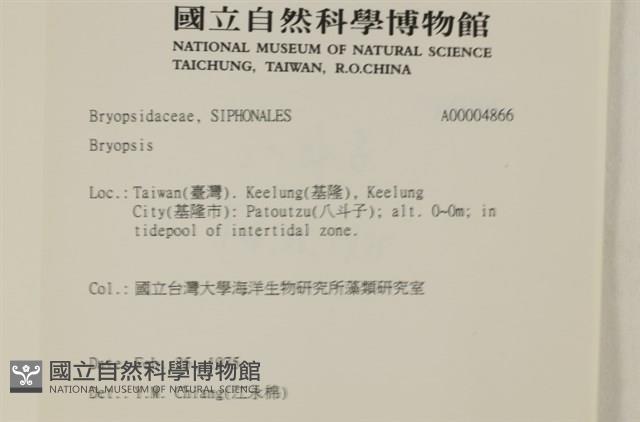 國立自然科學博物館
NATIONAL MUSEUM OF NATURAL SCIENCE
TAICHUNG, TAIWAN, R.O.CHINA
Bryopsidaceae, SIPHONALES A00004866
Bryopsis
Loc.: Taiwan(臺灣). Keelung(基隆), Keelung
City(基隆市): Patoutzu(八斗子); alt. 0~0m; in
tidepool of intertidal zone.
Col.: 國立台灣大學海洋生物研究所藻類研究室
國立自然科學博物館
NATIONAL MUSEUM OF NATURAL SCIENCE
Chiang(江永棉)